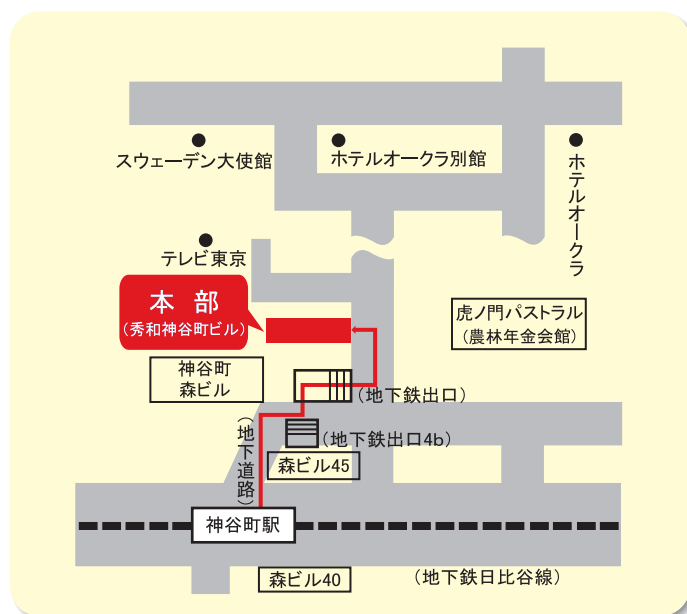 スウェーデン大使館
ホテルオークラ別館
ホテルオークラ
テレビ東京
本部
(秀和神谷町ビル)
虎ノ門パストラル
(農林年金会館)
神谷町
森ビル
(地下鉄出口)
(地下鉄出口4b)
(地下道路)
森ビル45
神谷町駅
森ビル40
(地下鉄日比谷線)